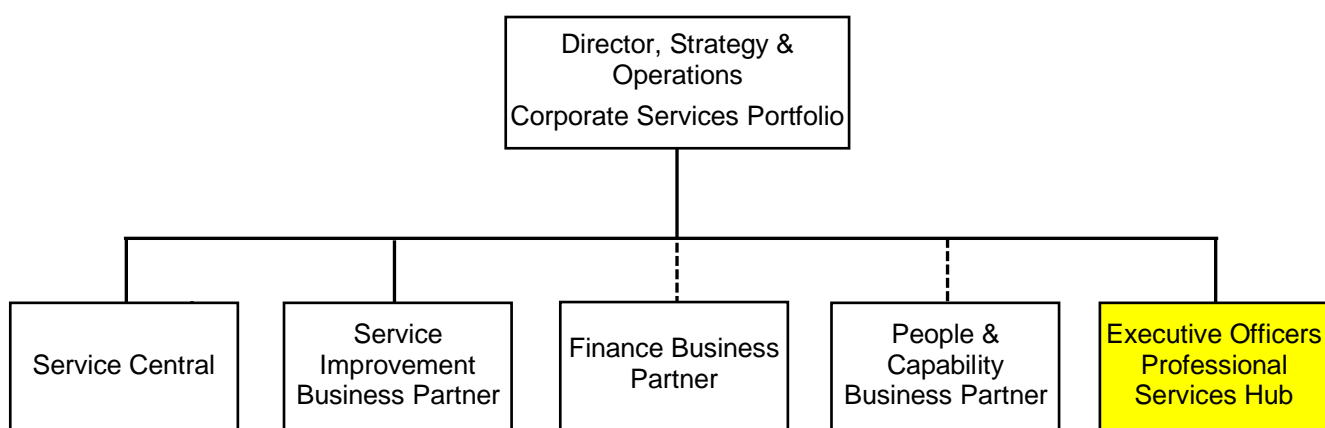 Director, Strategy &
Operations
Corporate Services Portfolio
Service Central
Service
Improvement
Business Partner
Finance Business
Partner
People &
Capability
Business Partner
Executive Officers
Professional
Services Hub